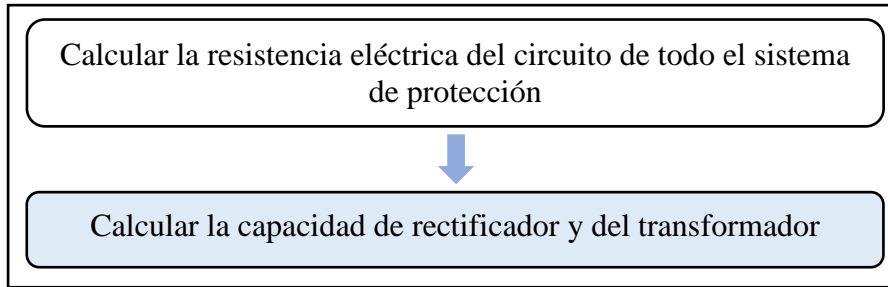 Calcular la resistencia eléctrica del circuito de todo el sistema
de protección
Calcular la capacidad de rectificador y del transformador